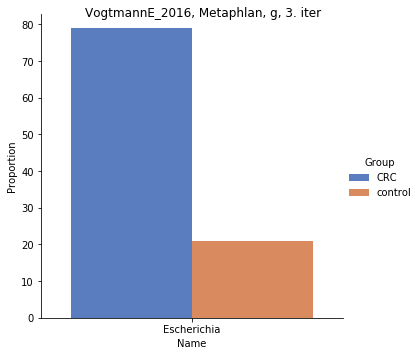 VogtmannE_2016, Metaphlan, g, 3. iter
80
70
60
50
40
30
20
10
0
Proportion
Escherichia
Name
Group
CRC
control